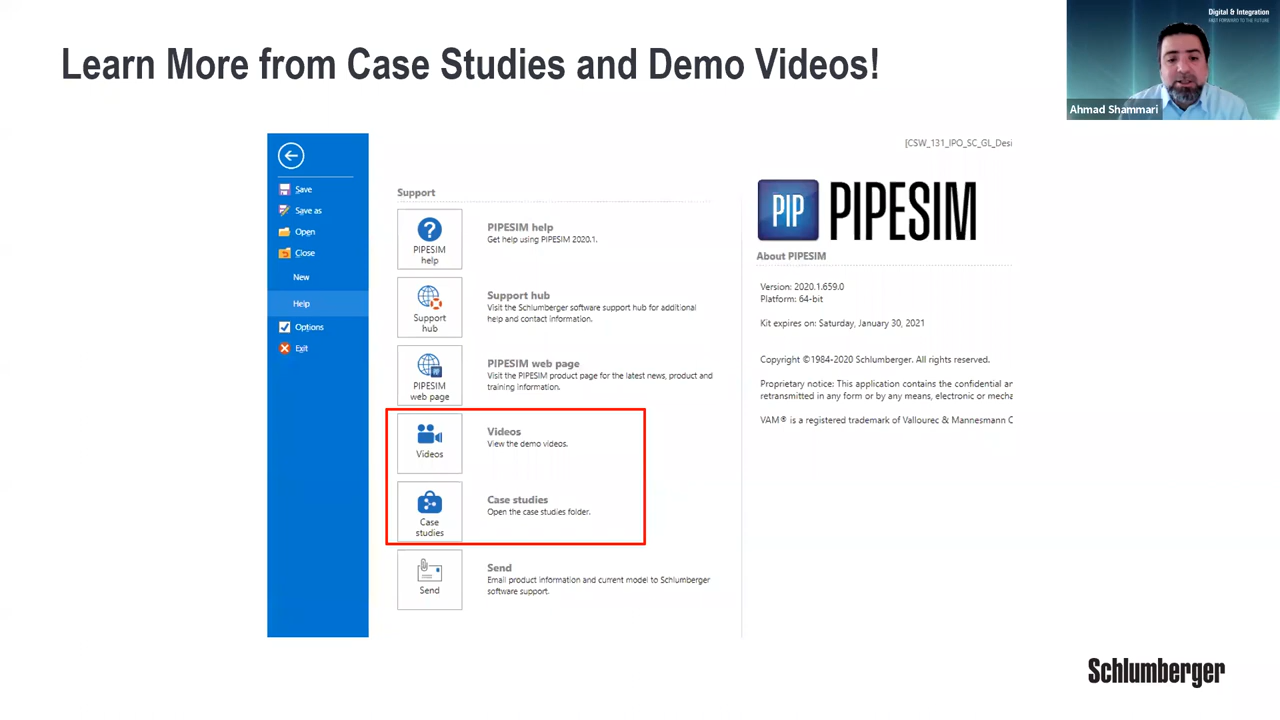 Learn More from Case Studies and Demo Videos!
Digital & Integration
FAST FORWARD TO THE FUTURE
Ahmad Shammari
[CSW_131_IPO_SC_GL_Desi
Save
Save as
Open
Close
New
Help
Options
Exit
Support
PIPESIM
help
PIPESIM help
Get help using PIPESIM 2020.1.
Support
hub
Support hub
Visit the Schlumberger software support hub for additional
help and contact information.
PIPESIM
web page
PIPESIM web page
Visit the PIPESIM product page for the latest news, product and
training information.
Videos
Videos
View the demo videos.
Case
studies
Case studies
Open the case studies folder.
Send
Send
Email product information and current model to Schlumberger
software support.
PIP PIPESIM
About PIPESIM
Version: 2020.1.659.0
Platform: 64-bit
Kit expires on: Saturday, January 30, 2021
Copyright ©1984-2020 Schlumberger. All rights reserved.
Proprietary notice: This application contains the confidential ar
retransmitted in any form or by any means, electronic or mecha
VAM® is a registered trademark of Vallourec & Mannesmann C
Schlumberger